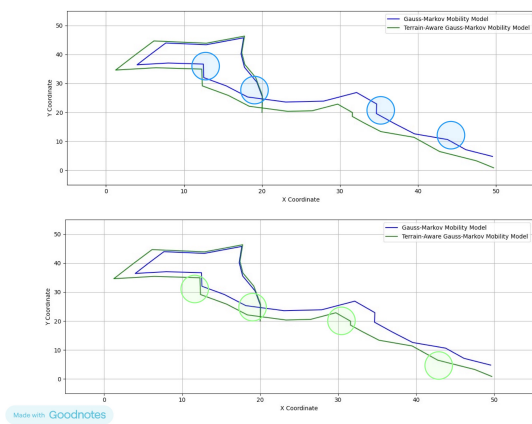 Gauss-Markov Mobility Model
Terrain-Aware Gauss-Markov Mobility Model
50
40
30
20
10
0
Y Coordinate
0 10 20 30 40 50
X Coordinate
Gauss-Markov Mobility Model
Terrain-Aware Gauss-Markov Mobility Model
50
40
30
20
10
0
Y Coordinate
0 10 20 30 40 50
X Coordinate
Made with Goodnotes